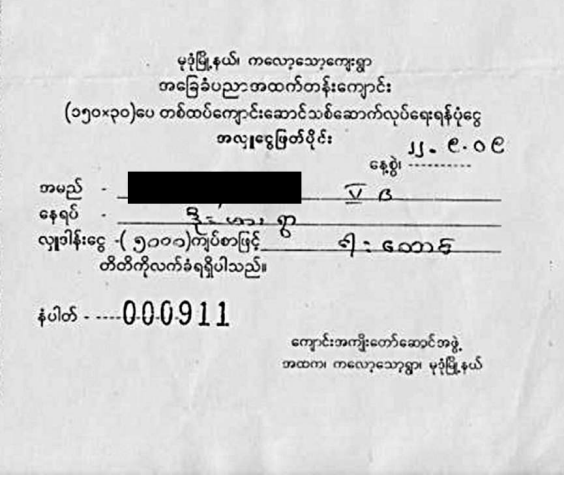 မုဒုံမြို့နယ်၊ ကလော့သော့ကျေးရွာ
အခြေခံပညာအထက်တန်းကျောင်း
(၁၅၀×၃၀)ပေ တစ်ထပ်ကျောင်းဆောင်သစ်ဆောက်လုပ်ရေးရန်ပုံငွေ
အလှူငွေဖြတ်ပိုင်း
နေ့စွဲ၊ ၂၂.၉.၀၉
အမည် - V B
နေရပ် - ရွာ
လှူဒါန်းငွေ -( ၅၀၀၀)ကျပ်စာဖြင့် ငါးထောင်
တိတိကိုလက်ခံရရှိပါသည်။
နံပါတ် - ----000911
ကျောင်းအကျိုးတော်ဆောင်အဖွဲ့
အထက၊ ကလော့သော့ရွာ၊ မုဒုံမြို့နယ်